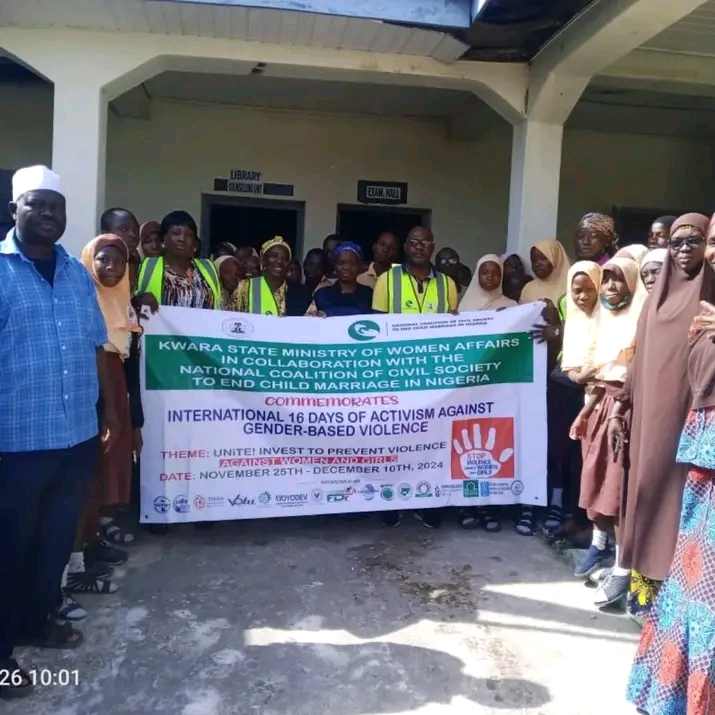 LIBRARY
COUNSELLING UNIT
EXAM. HALL
NATIONAL COALITION OF CIVIL SOCIETY
TO END CHILD MARRIAGE IN NIGERIA
KWARA STATE MINISTRY OF WOMEN AFFAIRS
IN COLLABORATION WITH THE
NATIONAL COALITION OF CIVIL SOCIETY
TO END CHILD MARRIAGE IN NIGERIA
COMMEMORATES
INTERNATIONAL 16 DAYS OF ACTIVISM AGAINST
GENDER-BASED VIOLENCE
THEME: UNiTE! INVEST TO PREVENT VIOLENCE
AGAINST WOMEN AND GIRLS
DATE: NOVEMBER 25TH - DECEMBER 10TH, 2024
STOP
VIOLENCE
AGAINST
WOMEN AND
GIRLS
26 10:01